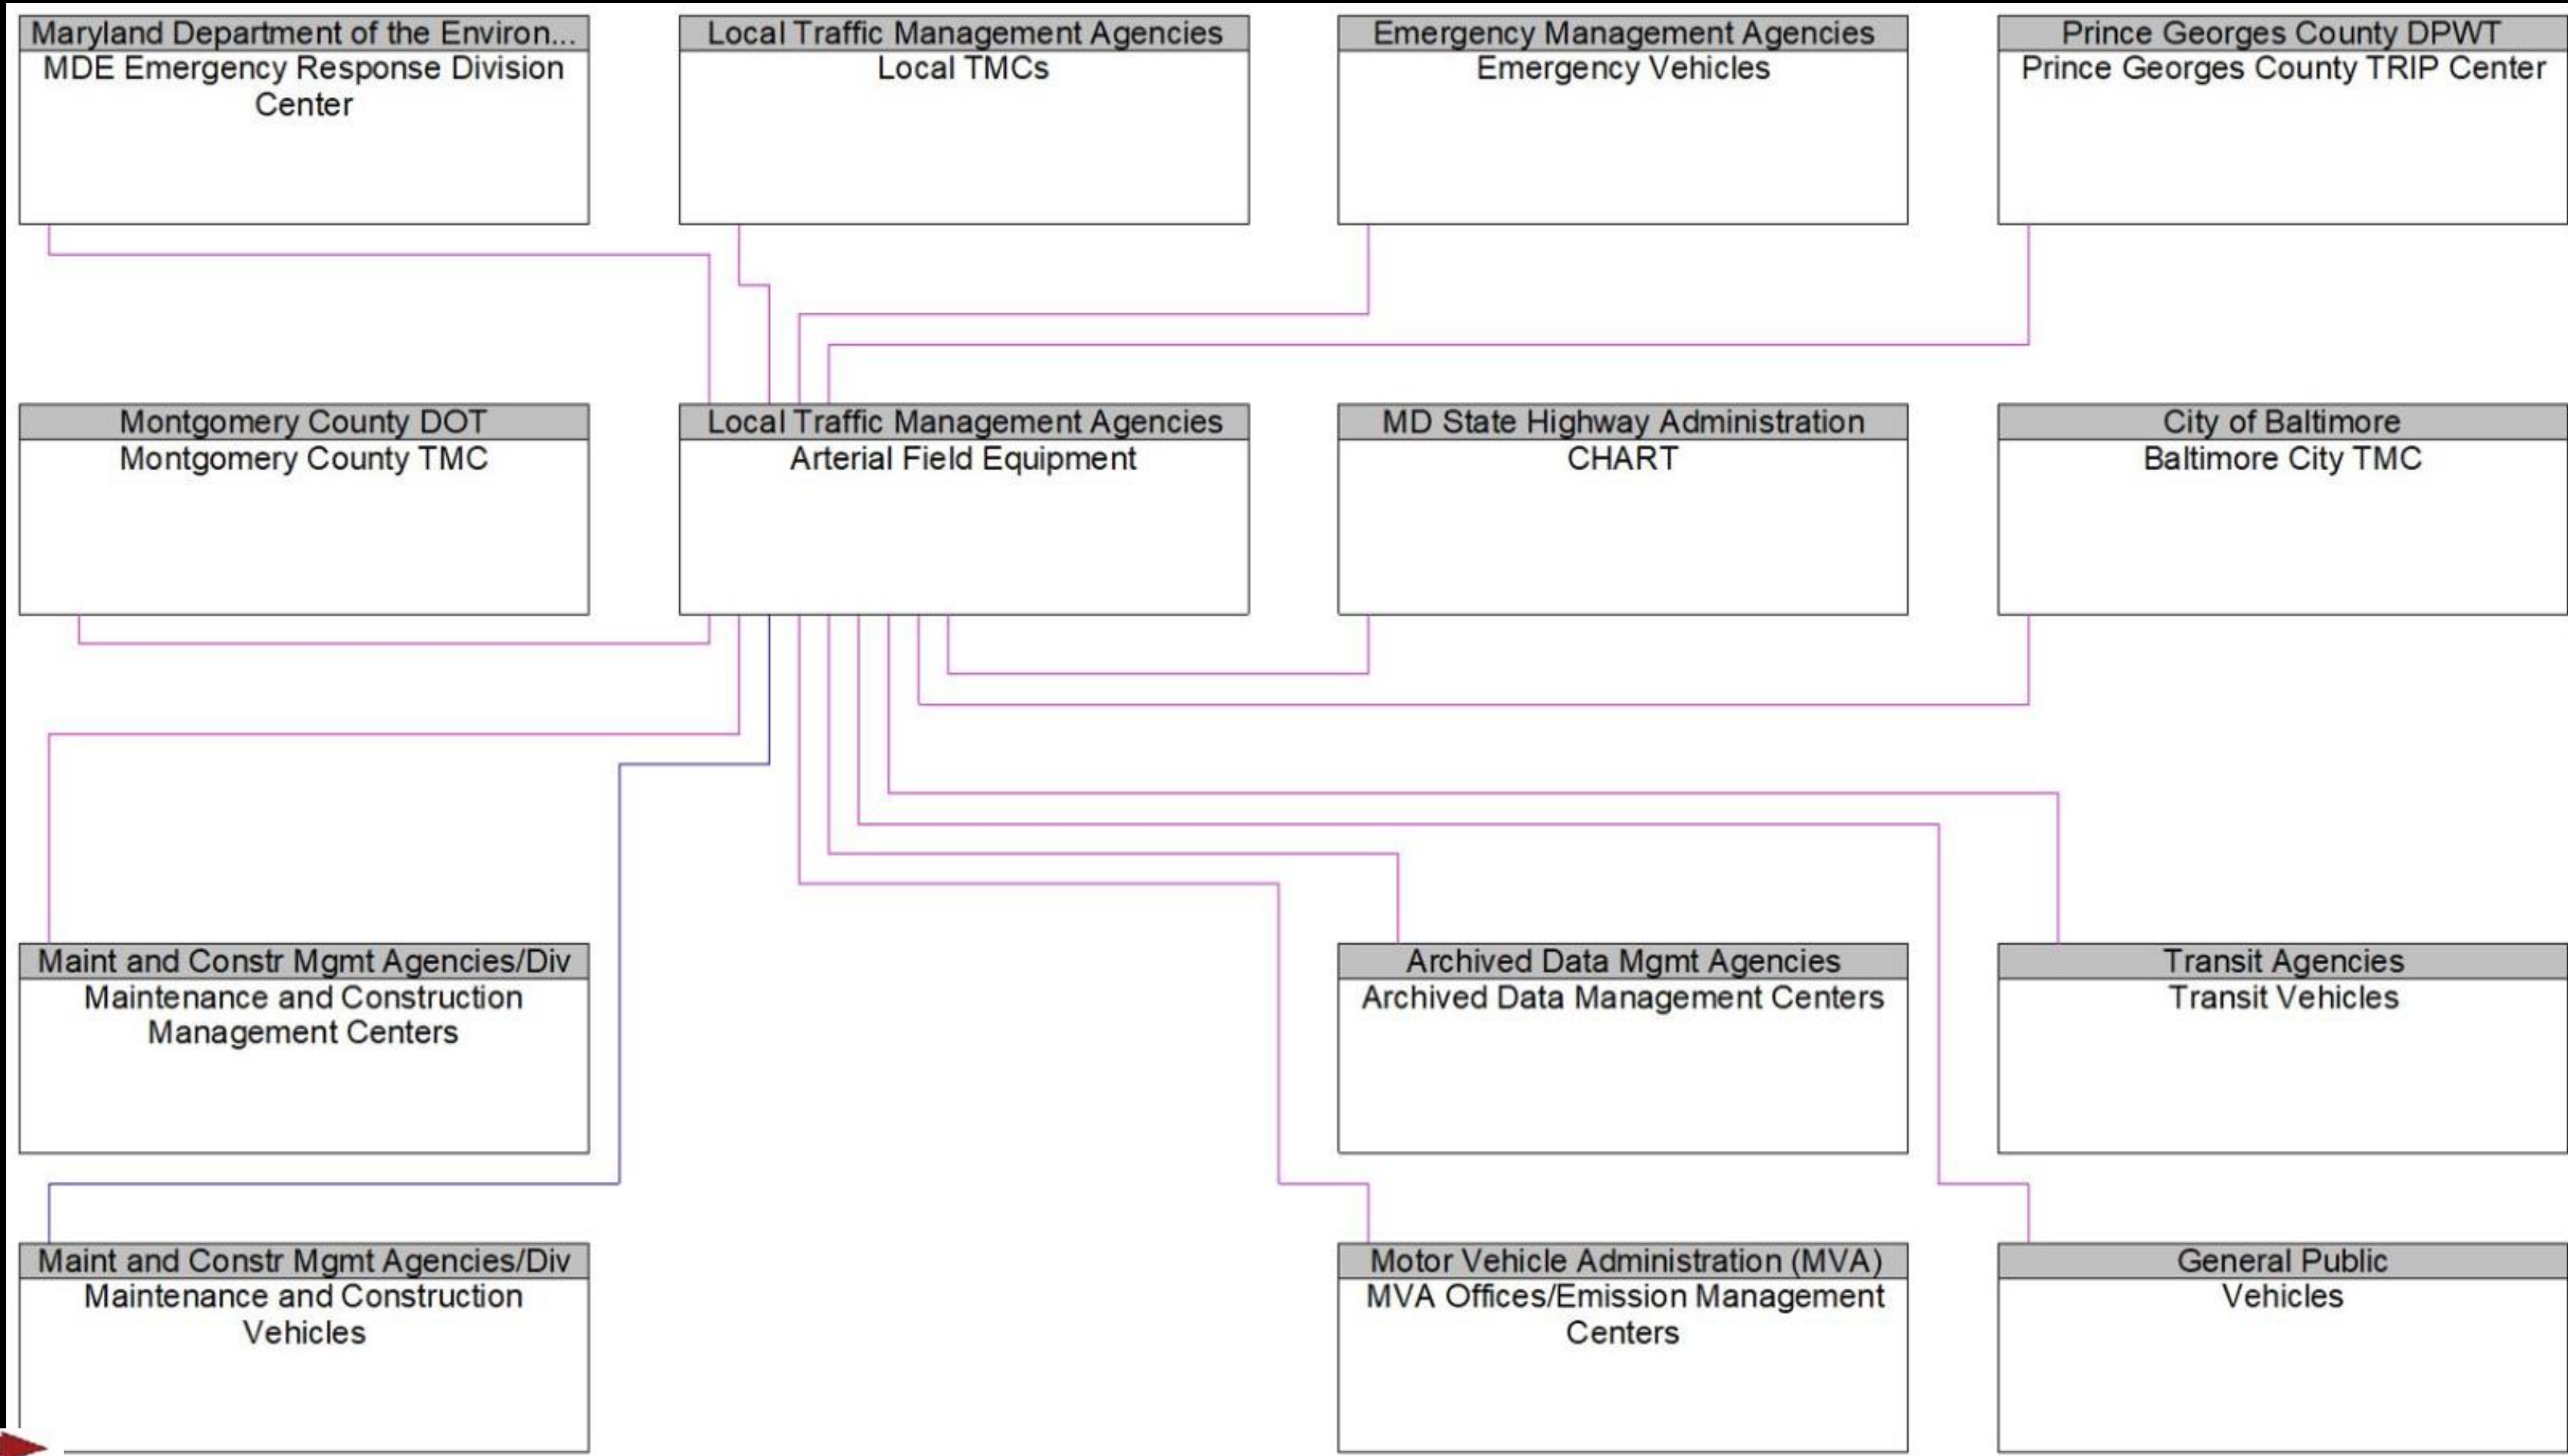 Maryland Department of the Environ...
MDE Emergency Response Division
Center
Local Traffic Management Agencies
Local TMCs
Emergency Management Agencies
Emergency Vehicles
Prince Georges County DPWT
Prince Georges County TRIP Center
Montgomery County DOT
Montgomery County TMC
Local Traffic Management Agencies
Arterial Field Equipment
MD State Highway Administration
CHART
City of Baltimore
Baltimore City TMC
Maint and Constr Mgmt Agencies/Div
Maintenance and Construction
Management Centers
Archived Data Mgmt Agencies
Archived Data Management Centers
Transit Agencies
Transit Vehicles
Maint and Constr Mgmt Agencies/Div
Maintenance and Construction
Vehicles
Motor Vehicle Administration (MVA)
MVA Offices/Emission Management
Centers
General Public
Vehicles